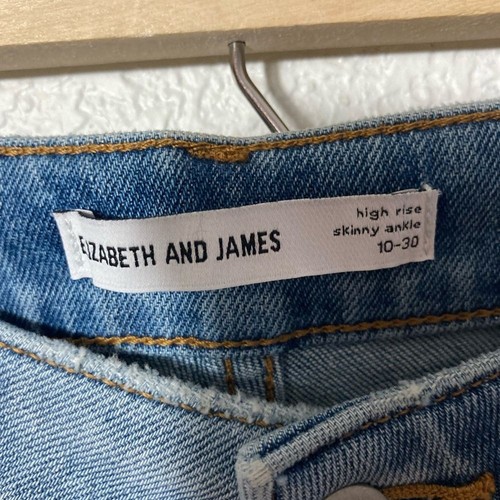 ELIZABETH AND JAMES
high rise
skinny ankle
10-30